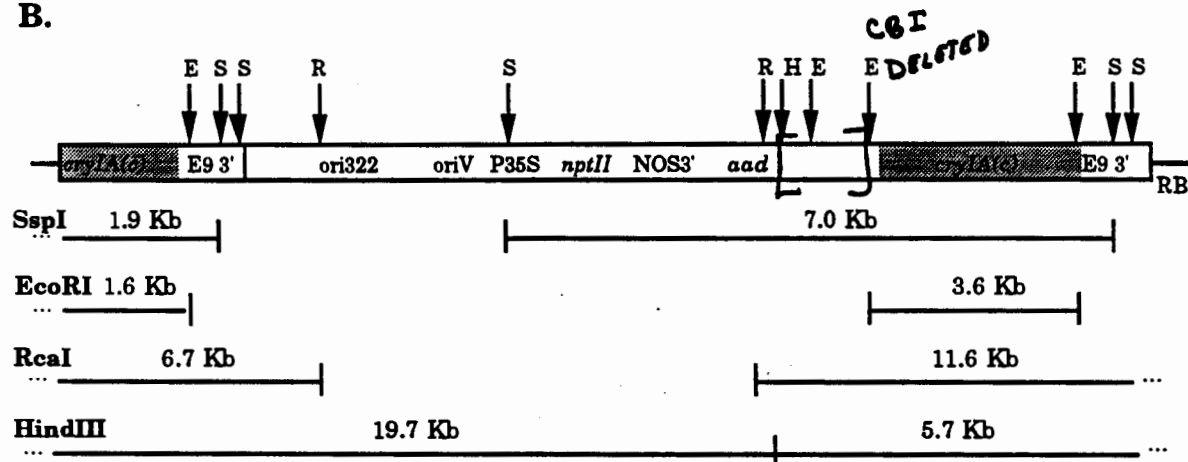 B.
CBI
DELETED
E S S R S R H E E E S S
cryIA(c) E9 3' ori322 oriV P35S nptII NOS3' aad cryIA(c) E9 3'
RB
SspI 1.9 Kb 7.0 Kb
...
EcoRI 1.6 Kb 3.6 Kb
...
RcaI 6.7 Kb 11.6 Kb
... ...
HindIII 19.7 Kb 5.7 Kb
... ...